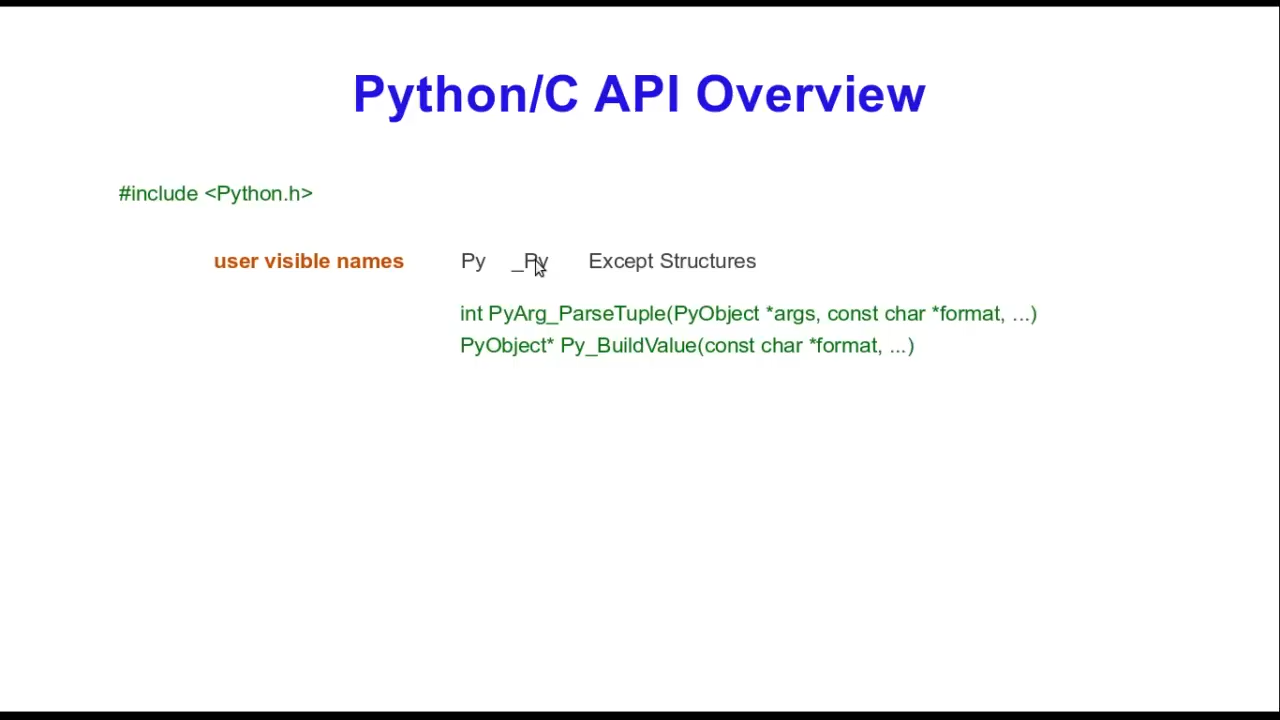 Python/C API Overview
#include <Python.h>
user visible names Py _Py Except Structures
int PyArg_ParseTuple(PyObject *args, const char *format, ...)
PyObject* Py_BuildValue(const char *format, ...)